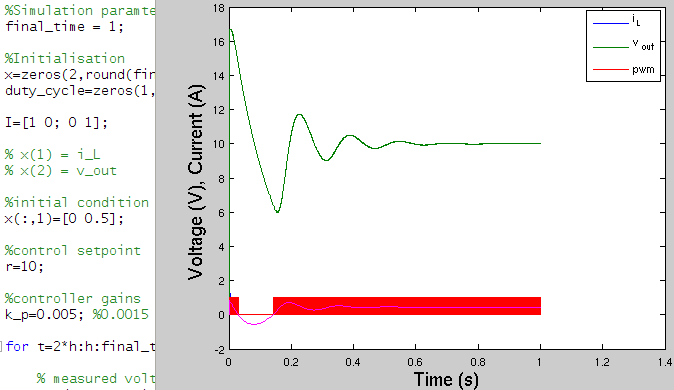 %Simulation paramte
final_time = 1;
%Initialisation
x=zeros(2,round(fin
duty_cycle=zeros(1,
I=[1 0; 0 1];
% x(1) = i_L
% x(2) = v_out
%initial condition
x(:,1)=[0 0.5];
%control setpoint
r=10;
%controller gains
k_p=0.005; %0.0015
for t=2*h:h:final_t
% measured volt
18
16
14
12
10
8
6
4
2
0
-2
Voltage (V), Current (A)
0
0.2
0.4
0.6
0.8
1
1.2
1.4
Time (s)
i L
v out
pwm